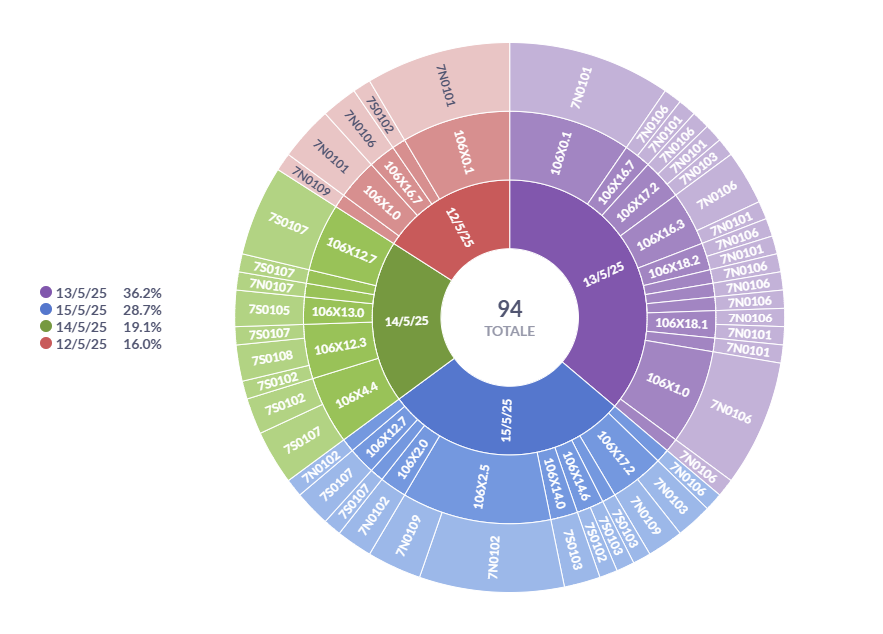 13/5/25 36.2%
15/5/25 28.7%
14/5/25 19.1%
12/5/25 16.0%
94
TOTALE
13/5/25
15/5/25
14/5/25
12/5/25
106X0.1
106X16.7
106X17.2
106X16.3
106X18.2
106X18.1
106X1.0
106X17.2
106X14.6
106X14.0
106X2.5
106X2.0
106X12.7
106X4.4
106X12.3
106X13.0
106X12.7
106X1.0
106X16.7
106X0.1
7N0101
7N0106
7N0101
7N0106
7N0101
7N0103
7N0106
7N0101
7N0106
7N0101
7N0106
7N0106
7N0106
7N0106
7N0101
7N0101
7N0106
7N0106
7N0106
7N0103
7N0109
7S0103
7S0103
7S0102
7S0103
7N0102
7N0109
7N0102
7S0107
7S0107
7N0102
7S0107
7S0102
7S0102
7S0108
7S0107
7S0105
7N0107
7S0107
7S0107
7N0109
7N0101
7N0106
7S0102
7N0101